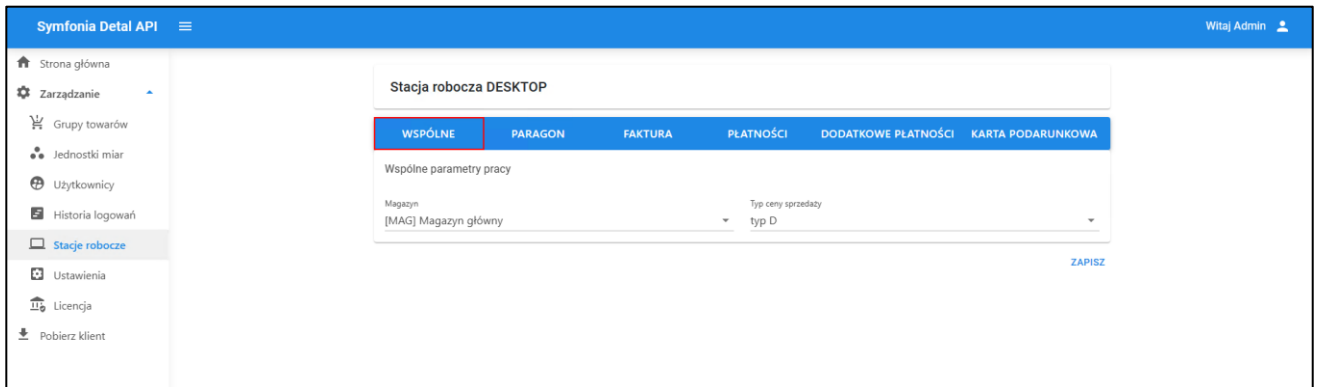 Symfonia Detal API
Witaj Admin
Strona główna
Zarządzanie
Grupy towarów
Jednostki miar
Użytkownicy
Historia logowań
Stacje robocze
Ustawienia
Licencja
Pobierz klient
Stacja robocza DESKTOP
WSPÓLNE PARAGON FAKTURA PŁATNOŚCI DODATKOWE PŁATNOŚCI KARTA PODARUNKOWA
Wspólne parametry pracy
Magazyn
[MAG] Magazyn główny
Typ ceny sprzedaży
typ D
ZAPISZ